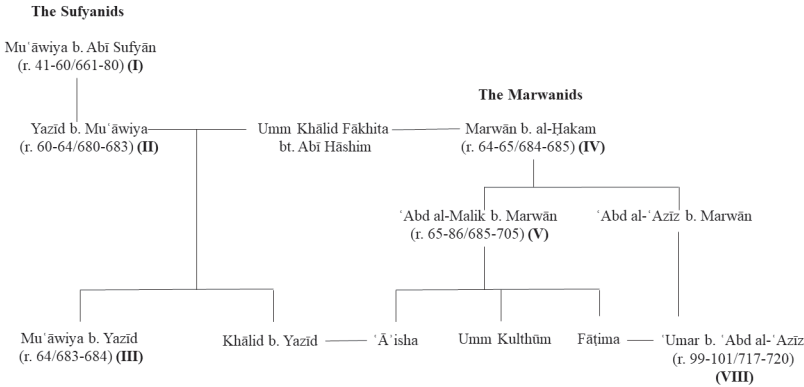 The Sufyanids
Muʿāwiya b. Abī Sufyān
(r. 41-60/661-80) (I)
The Marwanids
Yazīd b. Muʿāwiya
(r. 60-64/680-683) (II)
Umm Khālid Fākhita
bt. Abī Hāshim
Marwān b. al-Ḥakam
(r. 64-65/684-685) (IV)
ʿAbd al-Malik b. Marwān
(r. 65-86/685-705) (V)
ʿAbd al-ʿAzīz b. Marwān
Muʿāwiya b. Yazīd
(r. 64/683-684) (III)
Khālid b. Yazīd
ʿĀʾisha
Umm Kulthūm
Fāṭima
ʿUmar b. ʿAbd al-ʿAzīz
(r. 99-101/717-720)
(VIII)